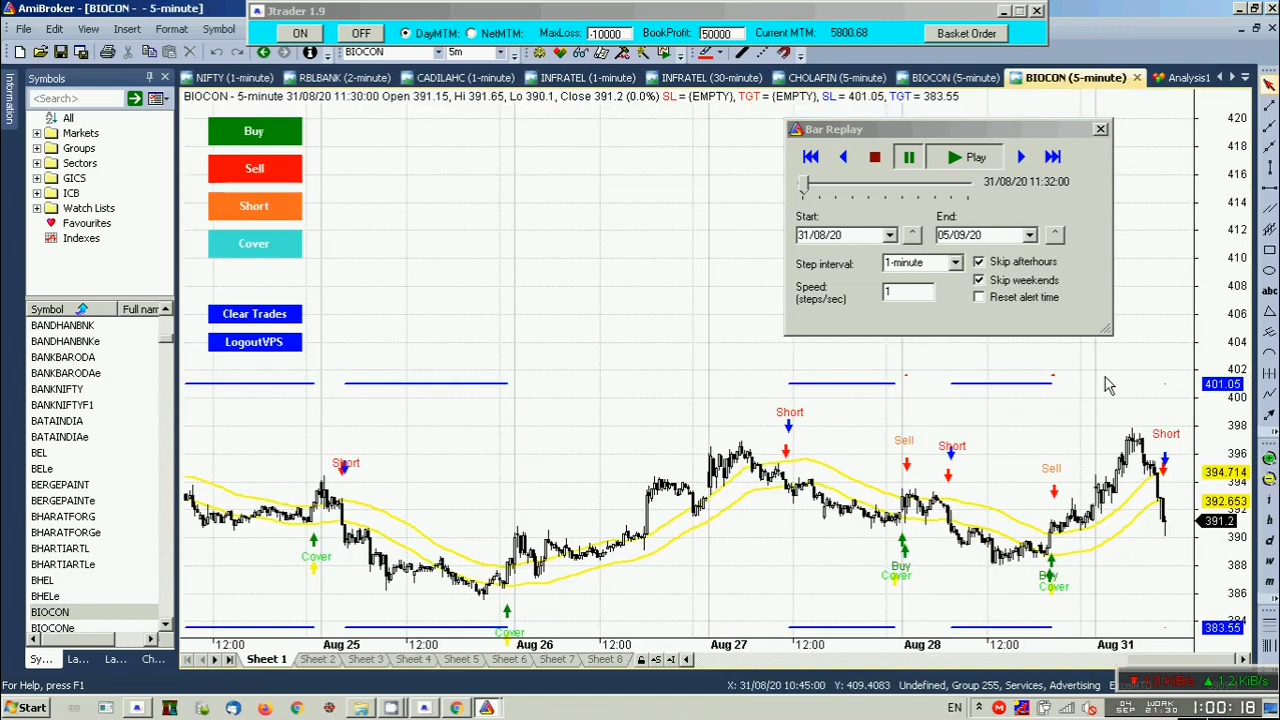 AmiBroker - [BIOCON - - 5-minute]
Jtrader 1.9
File Edit View Insert Format Symbol
ON OFF DayMTM: NetMTM: MaxLoss: -10000 BookProfit: 50000 Current MTM: 5800.68 Basket Order
BIOCON 5m
Information
Symbols
NIFTY (1-minute) RBLBANK (2-minute) CADILAHC (1-minute) INFRATEL (1-minute) INFRATEL (30-minute) CHOLAFIN (5-minute) BIOCON (5-minute) BIOCON (5-minute) Analysis1
<Search>
BIOCON - 5-minute 31/08/20 11:30:00 Open 391.15, Hi 391.65, Lo 390.1, Close 391.2 (0.0%) SL = {EMPTY}, TGT = {EMPTY}, SL = 401.05, TGT = 383.55
All
Markets
Groups
Sectors
GICS
ICB
Watch Lists
Favourites
Indexes
Symbol Full nam
BANDHANBNK
BANDHANBNKe
BANKBARODA
BANKBARODAe
BANKNIFTY
BANKNIFTYF1
BATAINDIA
BATAINDIAe
BEL
BELe
BERGEPAINT
BERGEPAINTe
BHARATFORG
BHARATFORGe
BHARTIARTL
BHARTIARTLe
BHEL
BHELe
BIOCON
BIOCONe
Buy
Sell
Short
Cover
Clear Trades
LogoutVPS
Bar Replay
Play
31/08/20 11:32:00
Start: End:
31/08/20 ^ 05/09/20 ^
Step interval: 1-minute Skip afterhours
Skip weekends
Speed: 1 Reset alert time
(steps/sec)
420
418
416
414
412
410
408
406
404
402
401.05
400
398
396
394.714
392.653
392
391.2
390
388
386
383.55
Short
Short
Sell
Short
Sell
Short
Cover
Cover
Buy
Cover
Buy
Cover
12:00 Aug 25 12:00 Aug 26 12:00 Aug 27 12:00 Aug 28 12:00 Aug 31
Sy... La... La... Ch...
Sheet 1 Sheet 2 Sheet 3 Sheet 4 Sheet 5 Sheet 6 Sheet 7 Sheet 8
For Help, press F1
X: 31/08/20 10:45:00 Y: 409.4083 Undefined, Group 255, Services, Advertising
Start
EN
04 SEP WORK 21:30
1:00:18